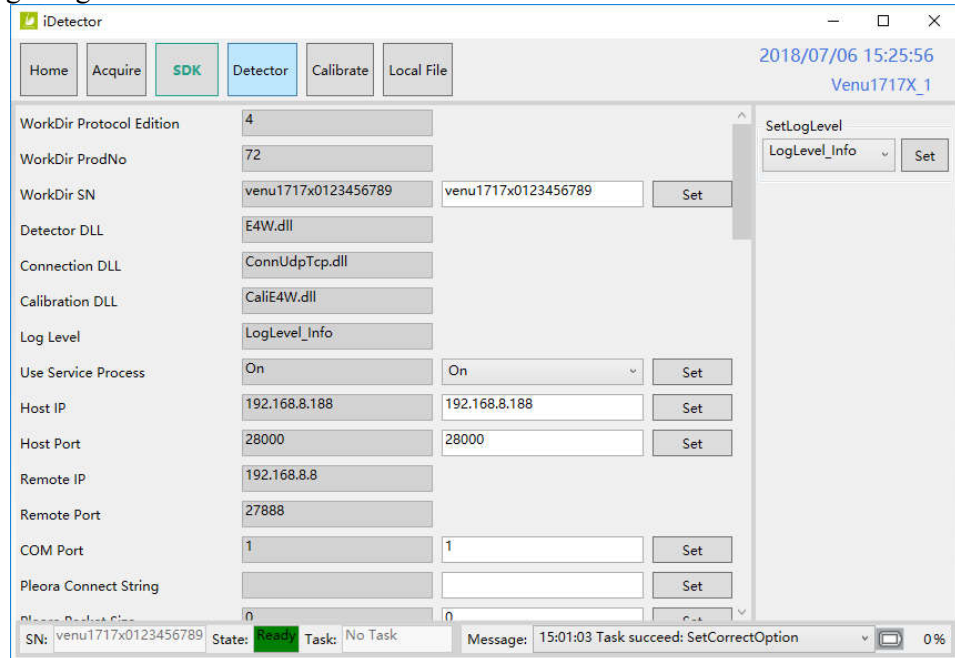 iDetector
Home Acquire SDK Detector Calibrate Local File
2018/07/06 15:25:56
Venu1717X_1
WorkDir Protocol Edition 4
WorkDir ProdNo 72
WorkDir SN venu1717x0123456789 venu1717x0123456789 Set
Detector DLL E4W.dll
Connection DLL ConnUdpTcp.dll
Calibration DLL CaliE4W.dll
Log Level LogLevel_Info
Use Service Process On On Set
Host IP 192.168.8.188 192.168.8.188 Set
Host Port 28000 28000 Set
Remote IP 192.168.8.8
Remote Port 27888
COM Port 1 1 Set
Pleora Connect String Set
Pleora Packet Size 0 0 Set
SetLogLevel
LogLevel_Info Set
SN: venu1717x0123456789 State: Ready Task: No Task Message: 15:01:03 Task succeed: SetCorrectOption 0%